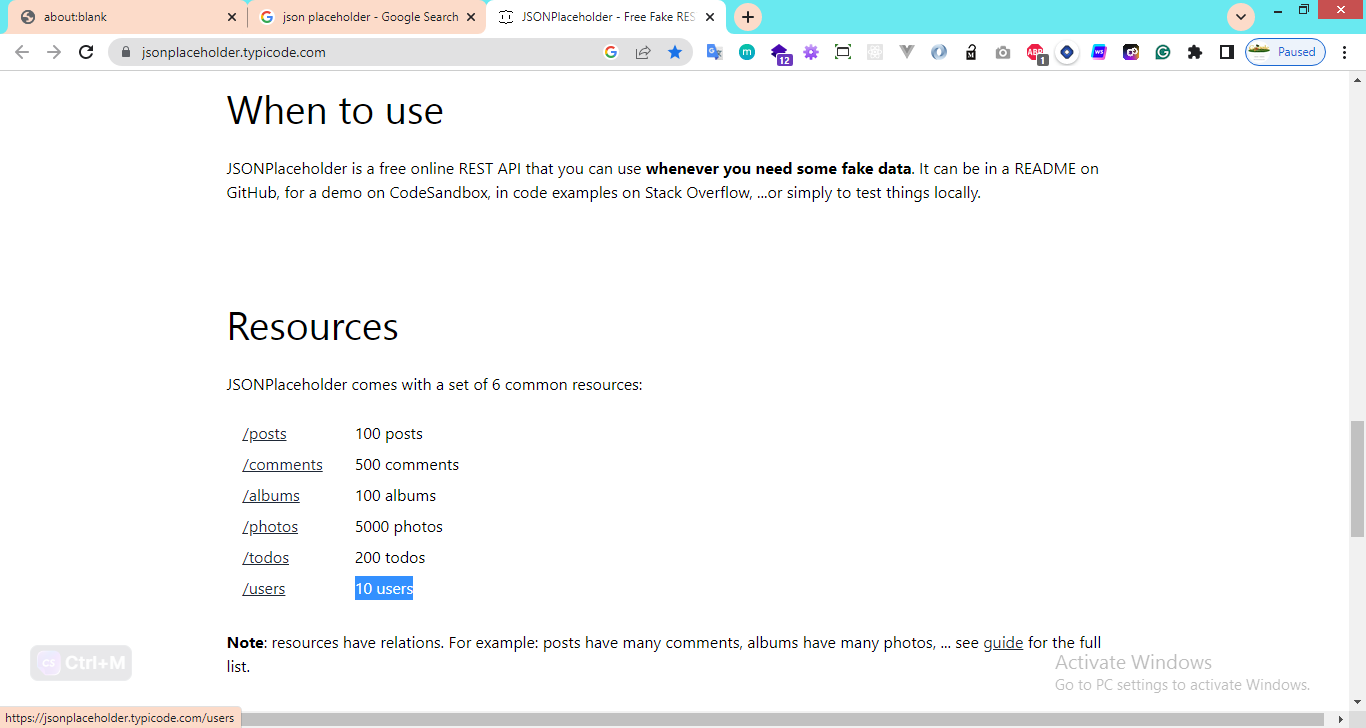 about:blank
json placeholder - Google Search
JSONPlaceholder - Free Fake RES
jsonplaceholder.typicode.com
12
ABP
1
WS
Paused
When to use
JSONPlaceholder is a free online REST API that you can use whenever you need some fake data. It can be in a README on
GitHub, for a demo on CodeSandbox, in code examples on Stack Overflow, ...or simply to test things locally.
Resources
JSONPlaceholder comes with a set of 6 common resources:
/posts 100 posts
/comments 500 comments
/albums 100 albums
/photos 5000 photos
/todos 200 todos
/users 10 users
Note: resources have relations. For example: posts have many comments, albums have many photos, ... see guide for the full
list.
CS Ctrl+M
Activate Windows
Go to PC settings to activate Windows.
https://jsonplaceholder.typicode.com/users